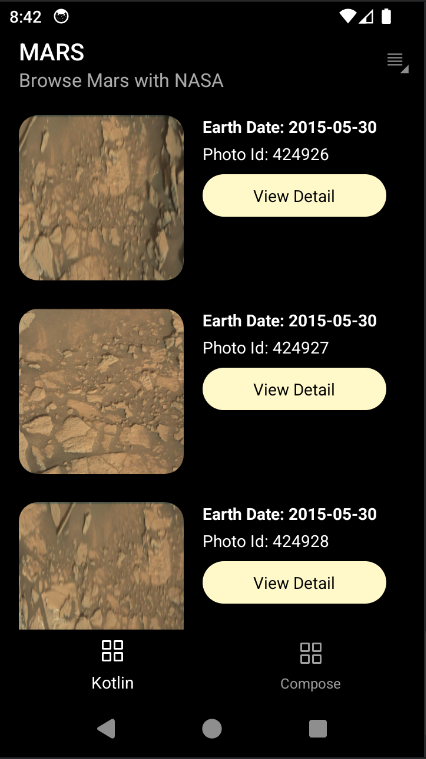 8:42
MARS
Browse Mars with NASA
Earth Date: 2015-05-30
Photo Id: 424926
View Detail
Earth Date: 2015-05-30
Photo Id: 424927
View Detail
Earth Date: 2015-05-30
Photo Id: 424928
View Detail
Kotlin
Compose